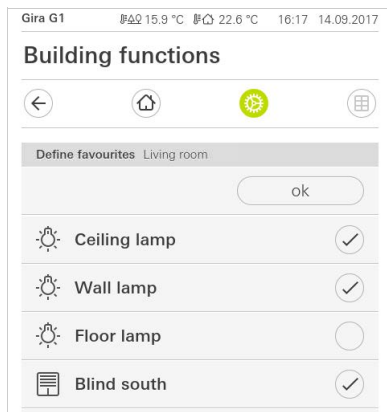 Gira G1 15.9 °C 22.6 °C 16:17 14.09.2017
Building functions
Define favourites Living room
ok
Ceiling lamp
Wall lamp
Floor lamp
Blind south